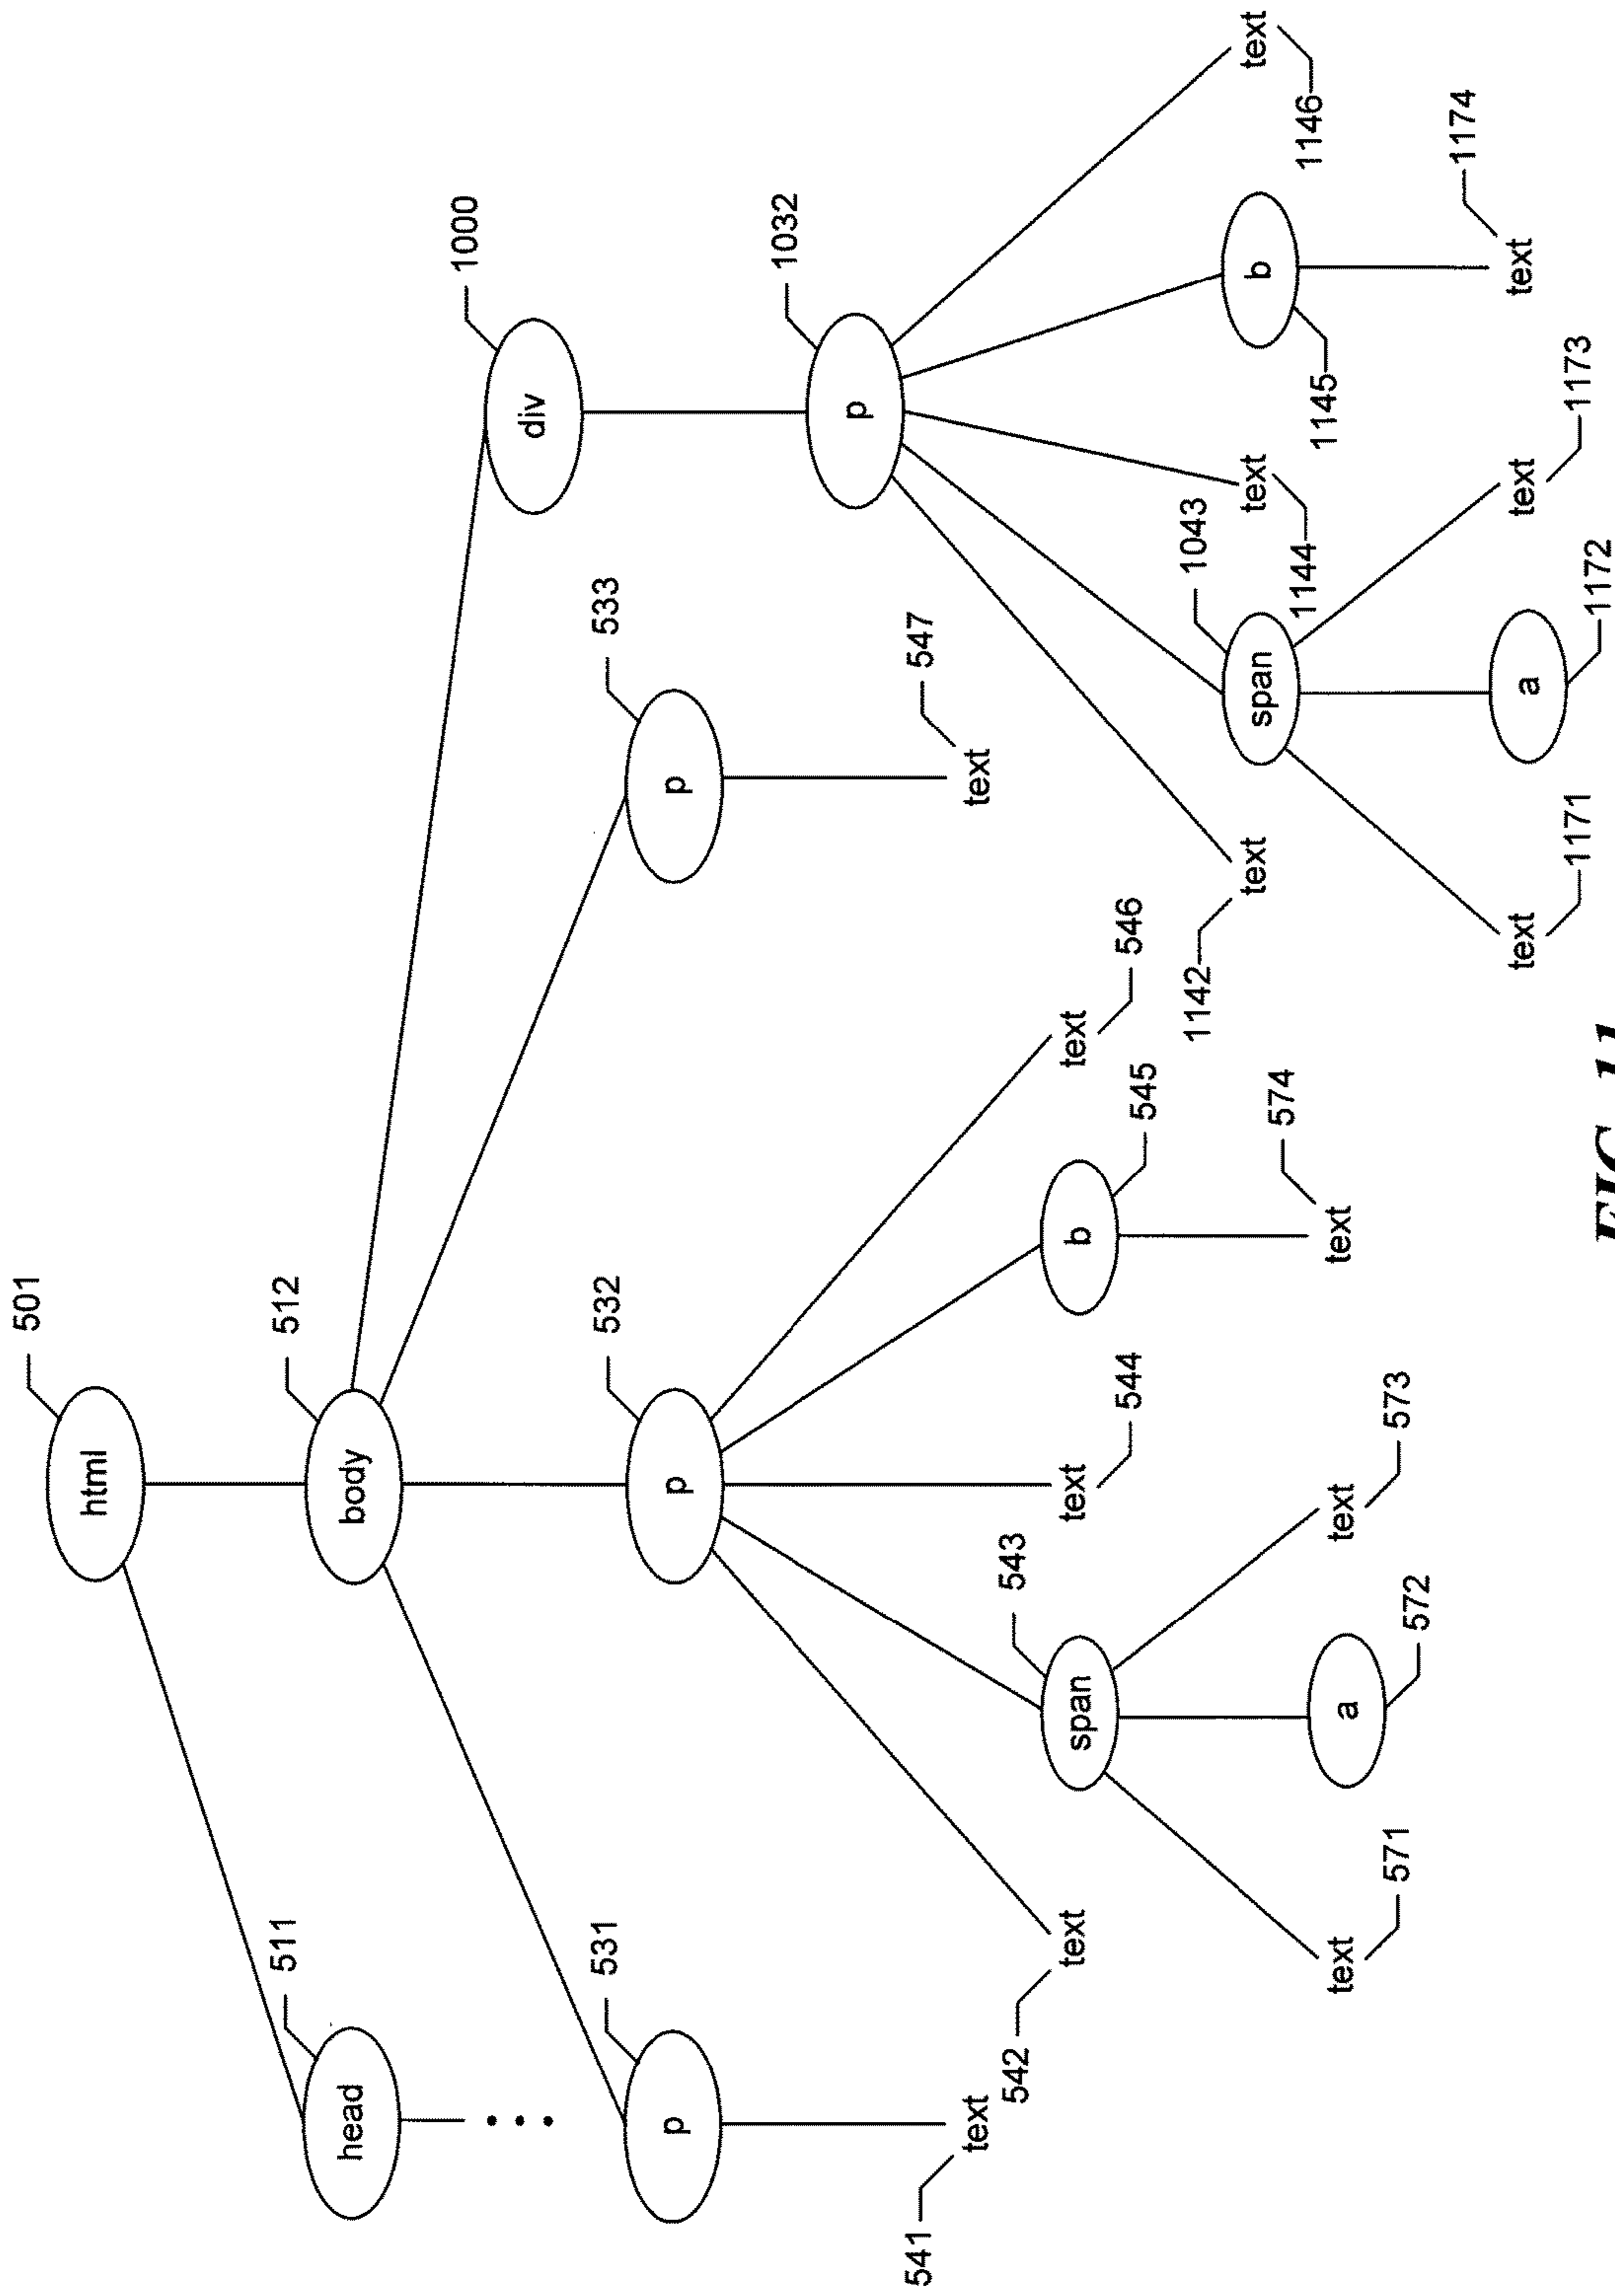 501
html
511
head
512
body
1000
div
531
p
532
p
533
p
1032
p
541
text
547
text
542
text
543
span
544
text
545
b
546
text
1142
text
1043
span
1144
text
1145
b
1146
text
571
text
572
a
573
text
574
text
1171
text
1172
a
1173
text
1174
text
FIG. 11